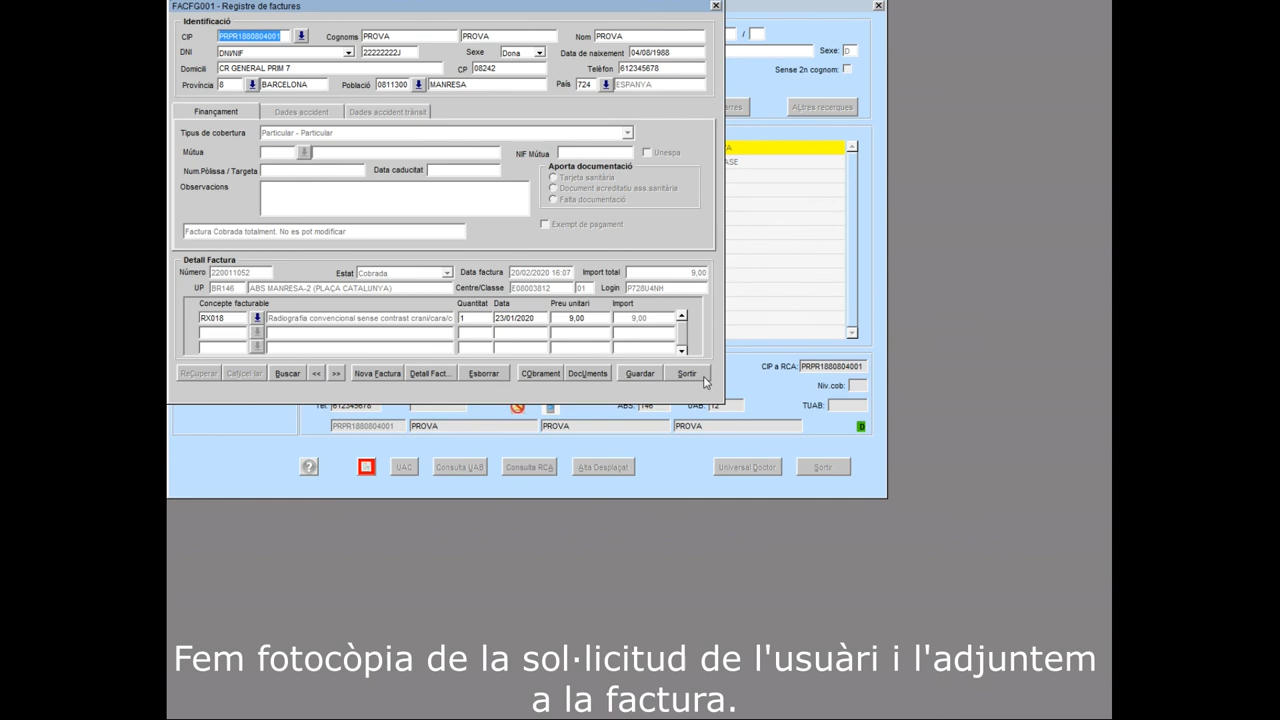 FACFG001 - Registre de factures
Identificació
CIP PRPR1880804001 Cognoms PROVA PROVA Nom PROVA
DNI DNI/NIF 22222222J Sexe Dona Data de naixement 04/08/1988
Domicili CR GENERAL PRIM 7 CP 08242 Telèfon 612345678
Província 8 BARCELONA Població 0811300 MANRESA País 724 ESPANYA
Finançament Dades accident Dades accident trànsit
Tipus de cobertura Particular - Particular
Mútua NIF Mútua Unespa
Num.Pòlissa / Targeta Data caducitat
Aporta documentació
Tarjeta sanitària
Document acreditatiu ass.sanitària
Falta documentació
Observacions
Exempt de pagament
Factura Cobrada totalment. No es pot modificar
Detall Factura
Número 220011052 Estat Cobrada Data factura 20/02/2020 16:07 Import total 9,00
UP BR146 ABS MANRESA-2 (PLAÇA CATALUNYA) Centre/Classe E08003812 01 Login P728U4NH
Concepte facturable Quantitat Data Preu unitari Import
RX018 Radiografia convencional sense contrast crani/cara/c 1 23/01/2020 9,00 9,00
Recuperar Cancel·lar Buscar << >> Nova Factura Detall Fact... Esborrar CObrament DocUments Guardar Sortir
/
Sexe: D
Sense 2n cognom:
erres ALtres recerques
A
ASE
CIP a RCA: PRPR1880804001
Niv.cob:
Tel: 612345678 ABS: 146 UAB: 12 TUAB:
PRPR1880804001 PROVA PROVA PROVA D
? UAC Consulta UAB Consulta RCA Alta Desplaçat Universal Doctor Sortir
Fem fotocòpia de la sol·licitud de l'usuàri i l'adjuntem
a la factura.